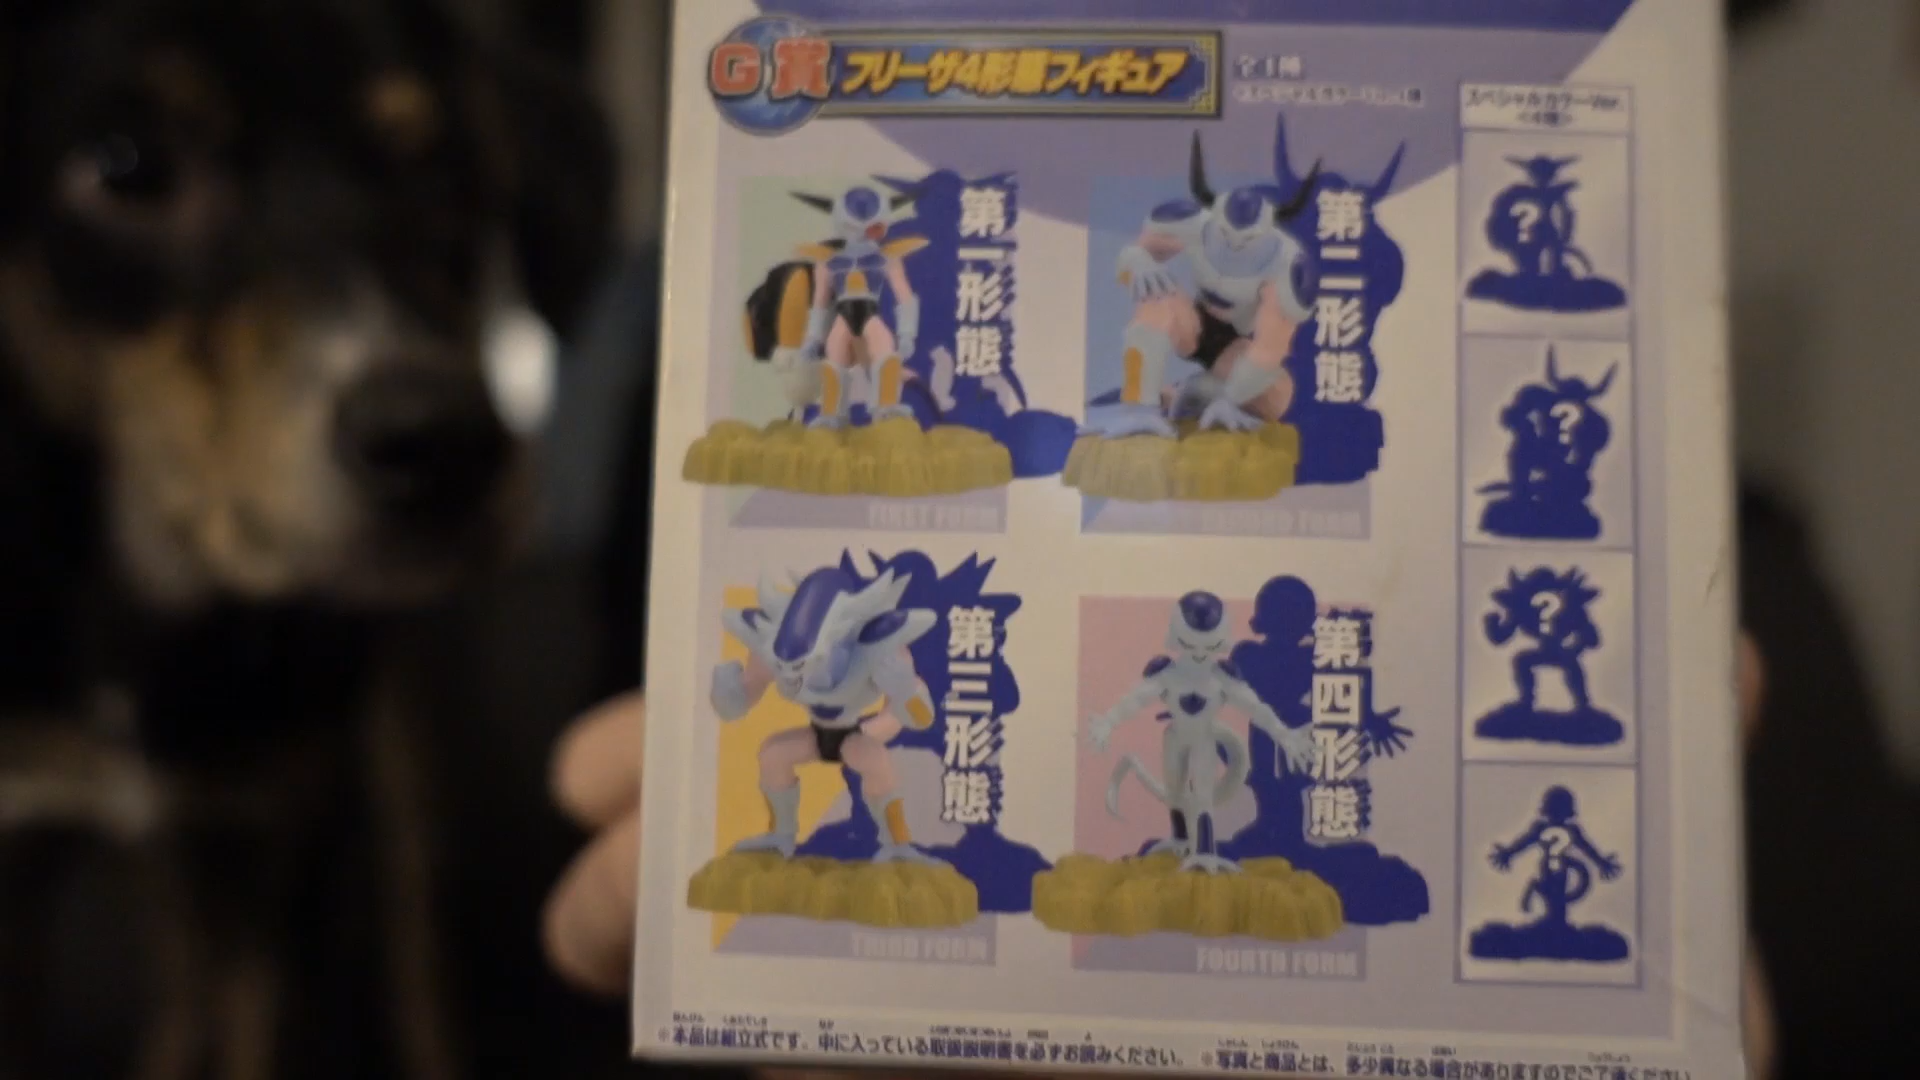 G賞 フリーザ4形態フィギュア
全4種
スペシャルカラーVer.
<4種>
第一形態
FIRST FORM
第二形態
SECOND FORM
第三形態
THIRD FORM
第四形態
FOURTH FORM
?
?
?
?
※本品は組立式です。中に入っている取扱説明書を必ずお読みください。 ※写真と商品とは、多少異なる場合がありますのでご了承ください